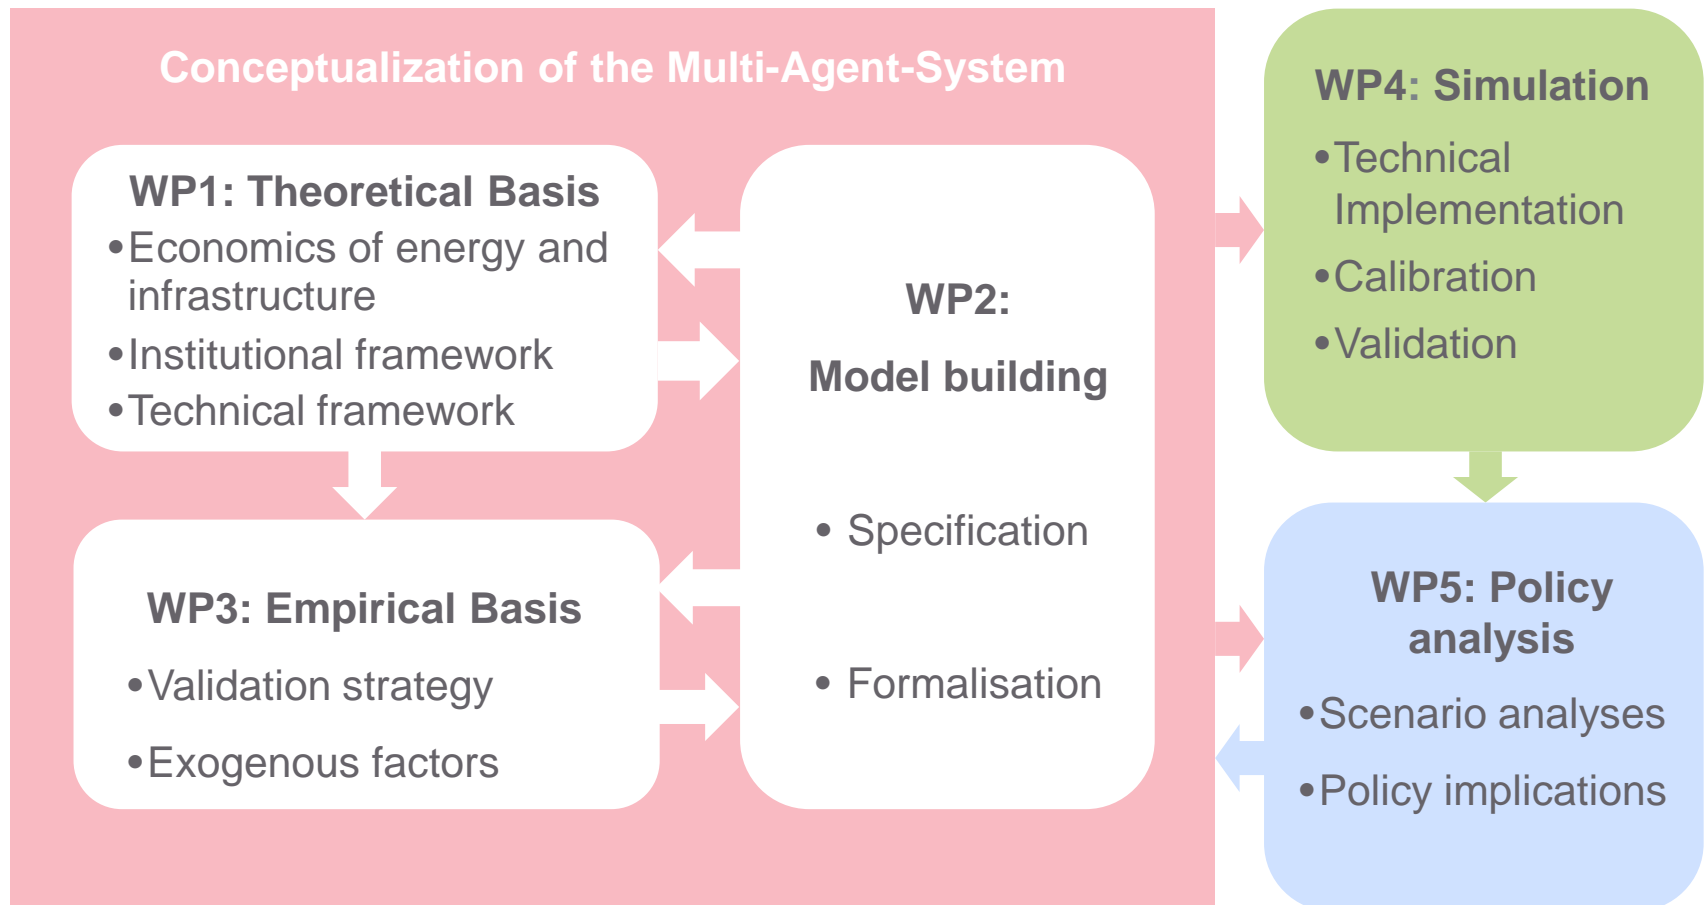 Conceptualization of the Multi-Agent-System
WP1: Theoretical Basis
•Economics of energy and
infrastructure
•Institutional framework
•Technical framework
WP3: Empirical Basis
•Validation strategy
•Exogenous factors
WP2:
Model building
• Specification
• Formalisation
WP4: Simulation
•Technical
Implementation
•Calibration
•Validation
WP5: Policy
analysis
•Scenario analyses
•Policy implications